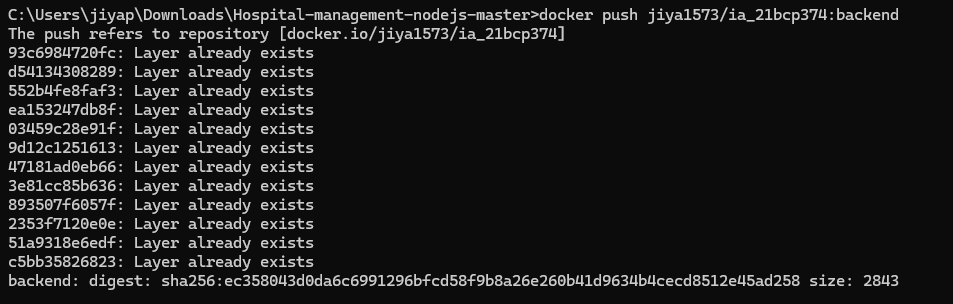 C:\Users\jiyap\Downloads\Hospital-management-nodejs-master>docker push jiya1573/ia_21bcp374:backend
The push refers to repository [docker.io/jiya1573/ia_21bcp374]
93c6984720fc: Layer already exists
d54134308289: Layer already exists
552b4fe8faf3: Layer already exists
ea153247db8f: Layer already exists
03459c28e91f: Layer already exists
9d12c1251613: Layer already exists
47181ad0eb66: Layer already exists
3e81cc85b636: Layer already exists
893507f6057f: Layer already exists
2353f7120e0e: Layer already exists
51a9318e6edf: Layer already exists
c5bb35826823: Layer already exists
backend: digest: sha256:ec358043d0da6c6991296bfcd58f9b8a26e260b41d9634b4cecd8512e45ad258 size: 2843